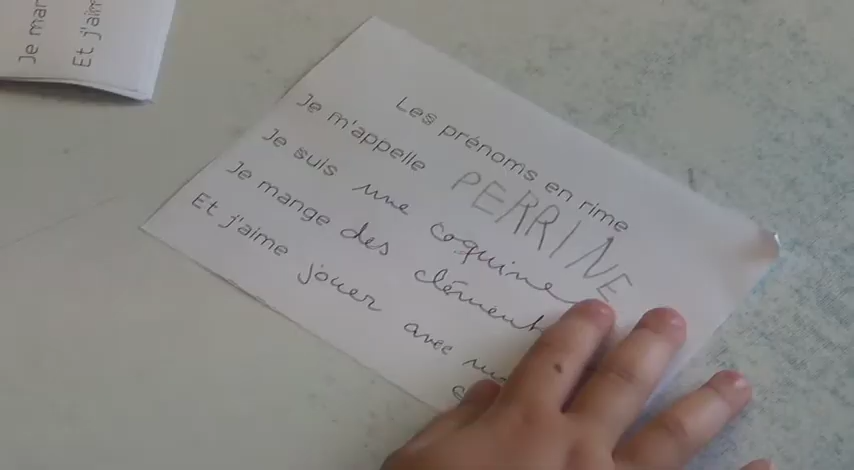 Je mar
Et j'aim
Les prénoms en rime
Je m'appelle PERRINE
Je suis une coquine
Je mange des clément
Et j'aime jouer avec